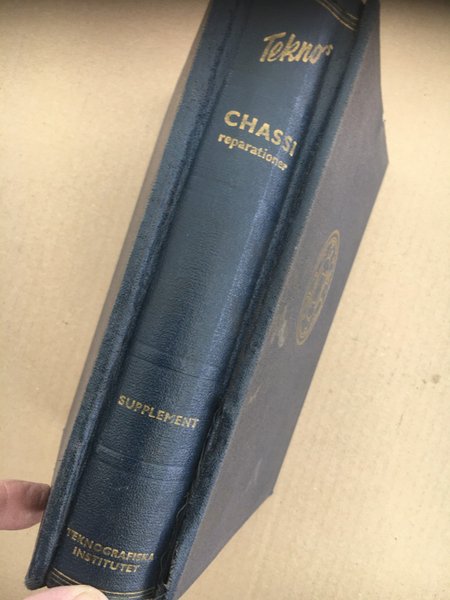 Tekno's
CHASSI
reparationer
SUPPLEMENT
TEKNOGRAFISKA
INSTITUTET